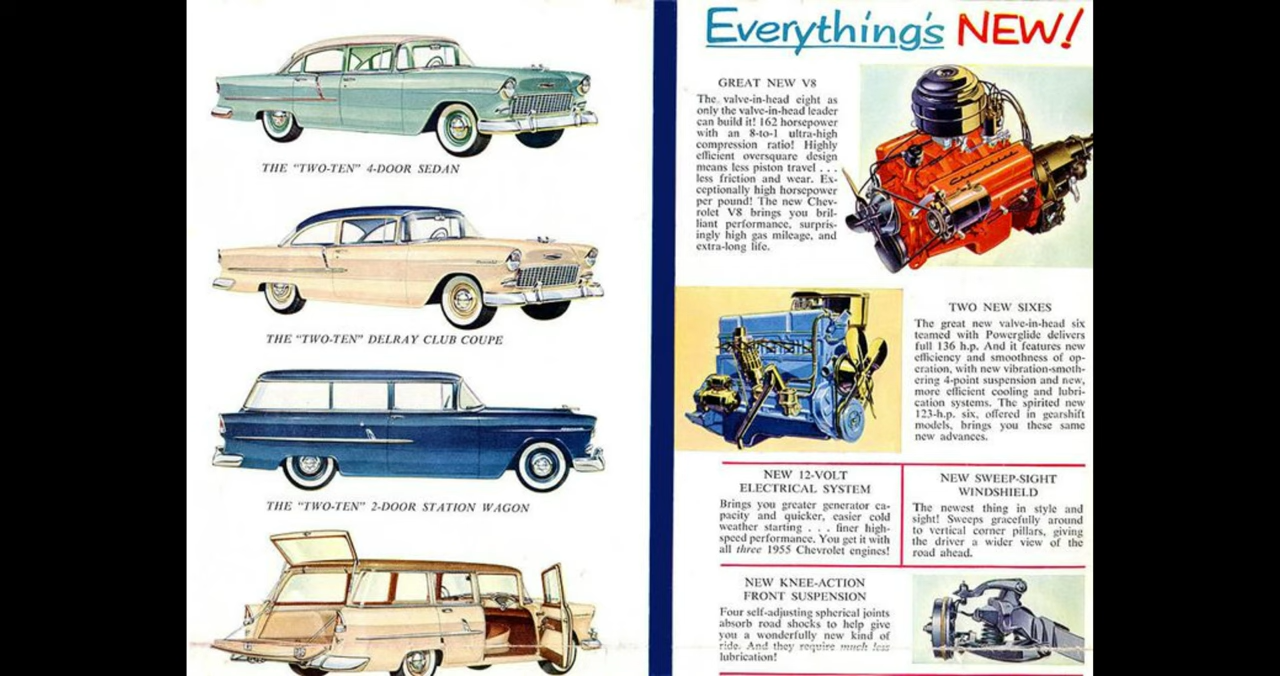 THE "TWO-TEN" 4-DOOR SEDAN
THE "TWO-TEN" DELRAY CLUB COUPE
THE "TWO-TEN" 2-DOOR STATION WAGON
Everything's NEW!
GREAT NEW V8
The valve-in-head eight as
only the valve-in-head leader
can build it! 162 horsepower
with an 8-to-1 ultra-high
compression ratio! Highly
efficient oversquare design
means less piston travel . . .
less friction and wear. Ex-
ceptionally high horsepower
per pound! The new Chev-
rolet V8 brings you bril-
liant performance, surpris-
ingly high gas mileage, and
extra-long life.
Chevrolet
TWO NEW SIXES
The great new valve-in-head six
teamed with Powerglide delivers
full 136 h.p. And it features new
efficiency and smoothness of op-
eration, with new vibration-smoth-
ering 4-point suspension and new,
more efficient cooling and lubri-
cation systems. The spirited new
123-h.p. six, offered in gearshift
models, brings you these same
new advances.
NEW 12-VOLT
ELECTRICAL SYSTEM
Brings you greater generator ca-
pacity and quicker, easier cold
weather starting . . . finer high-
speed performance. You get it with
all three 1955 Chevrolet engines!
NEW SWEEP-SIGHT
WINDSHIELD
The newest thing in style and
sight! Sweeps gracefully around
to vertical corner pillars, giving
the driver a wider view of the
road ahead.
NEW KNEE-ACTION
FRONT SUSPENSION
Four self-adjusting spherical joints
absorb road shocks to help give
you a wonderfully new kind of
ride. And they require much less
lubrication!